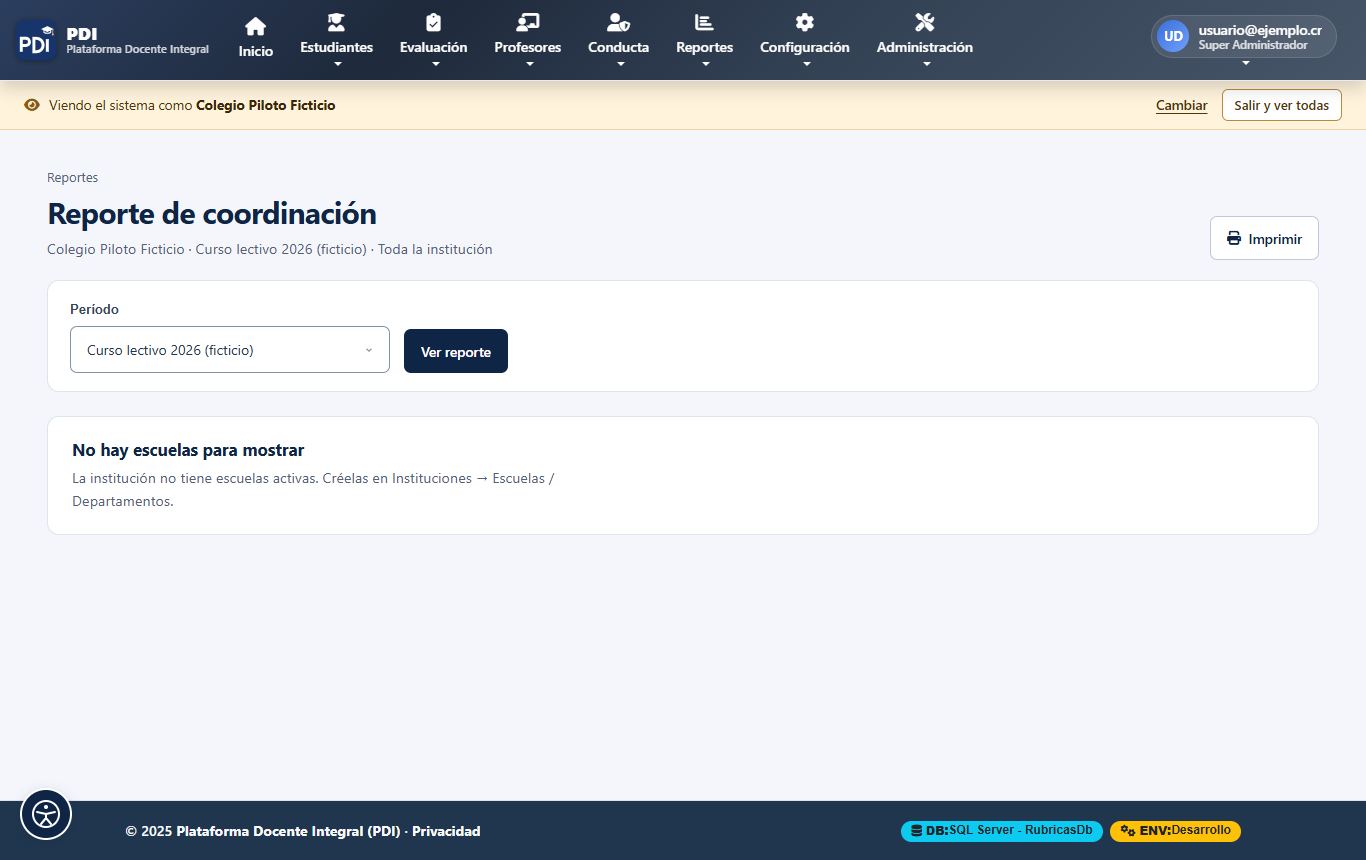 PDI
PDI
Plataforma Docente Integral
Inicio
Estudiantes
Evaluación
Profesores
Conducta
Reportes
Configuración
Administración
UD
usuario@ejemplo.cr
Super Administrador
Viendo el sistema como Colegio Piloto Ficticio
Cambiar
Salir y ver todas
Reportes
Reporte de coordinación
Colegio Piloto Ficticio · Curso lectivo 2026 (ficticio) · Toda la institución
Imprimir
Período
Curso lectivo 2026 (ficticio)
Ver reporte
No hay escuelas para mostrar
La institución no tiene escuelas activas. Créelas en Instituciones → Escuelas /
Departamentos.
© 2025 Plataforma Docente Integral (PDI) · Privacidad
DB:SQL Server - RubricasDb
ENV:Desarrollo